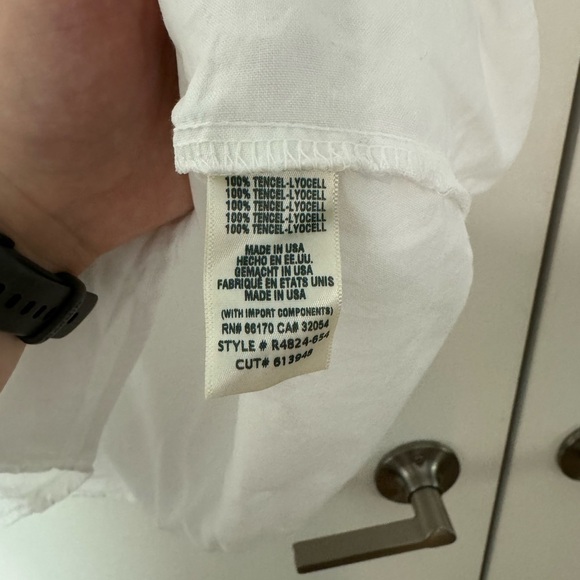 100% TENCEL-LYOCELL
100% TENCEL-LYOCELL
100% TENCEL-LYOCELL
100% TENCEL-LYOCELL
100% TENCEL-LYOCELL
MADE IN USA
HECHO EN EE.UU.
GEMACHT IN USA
FABRIQUÉ EN ETATS UNIS
MADE IN USA
(WITH IMPORT COMPONENTS)
RN# 66170 CA# 32054
STYLE # R4824-654
CUT# 613945